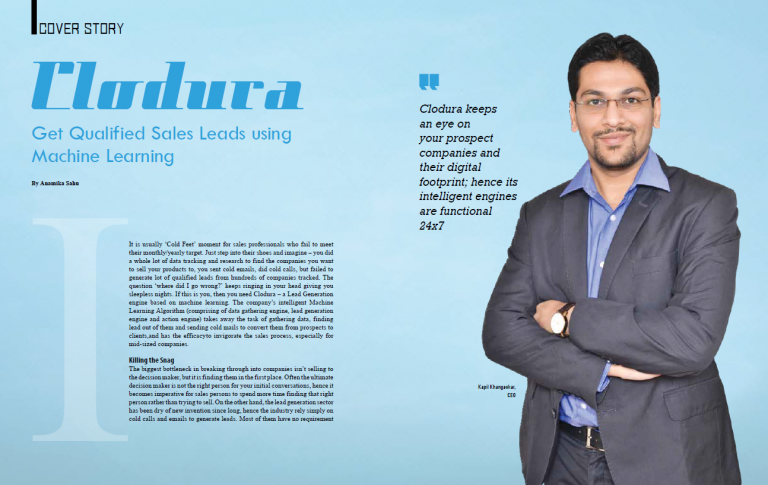 COVER STORY
Clodura
Get Qualified Sales Leads using
Machine Learning
By Anamika Sahu
I
It is usually 'Cold Feet' moment for sales professionals who fail to meet
their monthly/yearly target. Just step into their shoes and imagine – you did
a whole lot of data tracking and research to find the companies you want
to sell your products to, you sent cold emails, did cold calls, but failed to
generate lot of qualified leads from hundreds of companies tracked. The
question 'where did I go wrong?' keeps ringing in your head giving you
sleepless nights. If this is you, then you need Clodura – a Lead Generation
engine based on machine learning. The company's intelligent Machine
Learning Algorithm (comprising of data gathering engine, lead generation
engine and action engine) takes away the task of gathering data, finding
lead out of them and sending cold mails to convert them from prospects to
clients,and has the efficacyto invigorate the sales process, especially for
mid-sized companies.
Killing the Snag
The biggest bottleneck in breaking through into companies isn't selling to
the decision maker, but it is finding them in the first place. Often the ultimate
decision maker is not the right person for your initial conversations, hence it
becomes imperative for sales persons to spend more time finding that right
person rather than trying to sell. On the other hand, the lead generation sector
has been dry of new invention since long, hence the industry rely simply on
cold calls and emails to generate leads. Most of them have no requirement
Clodura keeps
an eye on
your prospect
companies and
their digital
footprint; hence its
intelligent engines
are functional
24x7
Kapil Khangankar,
CEO